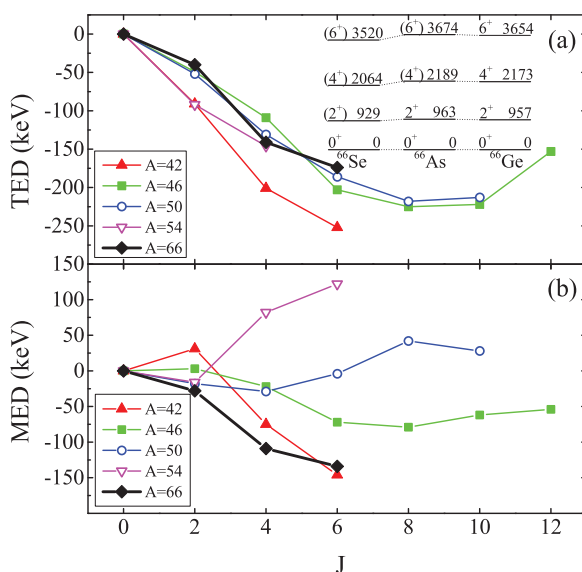 0
-50
-100
-150
-200
-250
TED (keV)
(a)
(6⁺) 3520 (6⁺) 3674 6⁺ 3654
(4⁺) 2064 (4⁺) 2189 4⁺ 2173
(2⁺) 929 2⁺ 963 2⁺ 957
0⁺ 0 0⁺ 0 0⁺ 0
⁶⁶Se ⁶⁶As ⁶⁶Ge
A=42
A=46
A=50
A=54
A=66
150
100
50
0
-50
-100
-150
MED (keV)
(b)
A=42
A=46
A=50
A=54
A=66
0 2 4 6 8 10 12
J